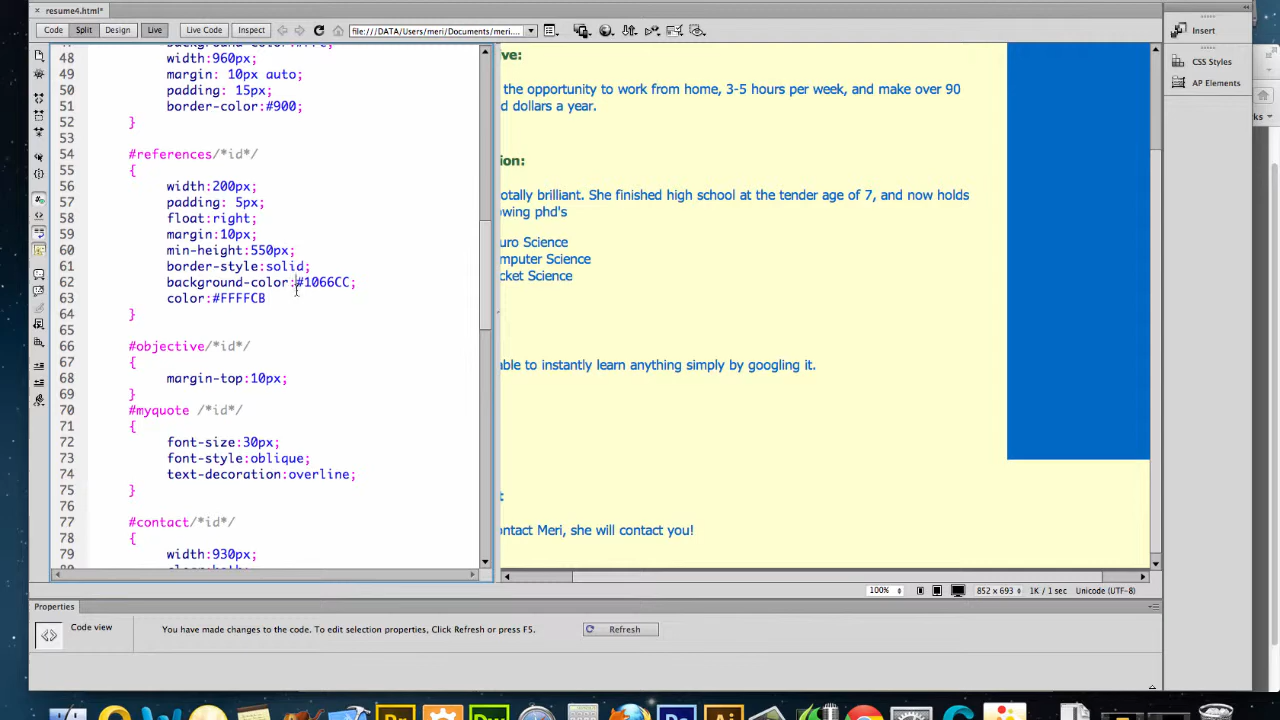 resume4.html*
Code Split Design Live Live Code Inspect file:///DATA/Users/meri/Documents/meri....
48 width:960px;
49 margin: 10px auto;
50 padding: 15px;
51 border-color:#900;
52 }
53
54 #references/*id*/
55 {
56 width:200px;
57 padding: 5px;
58 float:right;
59 margin:10px;
60 min-height:550px;
61 border-style:solid;
62 background-color:#1066CC;
63 color:#FFFFCB
64 }
65
66 #objective/*id*/
67 {
68 margin-top:10px;
69 }
70 #myquote /*id*/
71 {
72 font-size:30px;
73 font-style:oblique;
74 text-decoration:overline;
75 }
76
77 #contact/*id*/
78 {
79 width:930px;
ve:
the opportunity to work from home, 3-5 hours per week, and make over 90
d dollars a year.
ion:
otally brilliant. She finished high school at the tender age of 7, and now holds
owing phd's
uro Science
mputer Science
cket Science
able to instantly learn anything simply by googling it.
:
ontact Meri, she will contact you!
Insert
CSS Styles
AP Elements
100% 852 x 693 1K / 1 sec Unicode (UTF-8)
Properties
Code view
You have made changes to the code. To edit selection properties, Click Refresh or press F5.
Refresh
Pr Dw Ps Ai